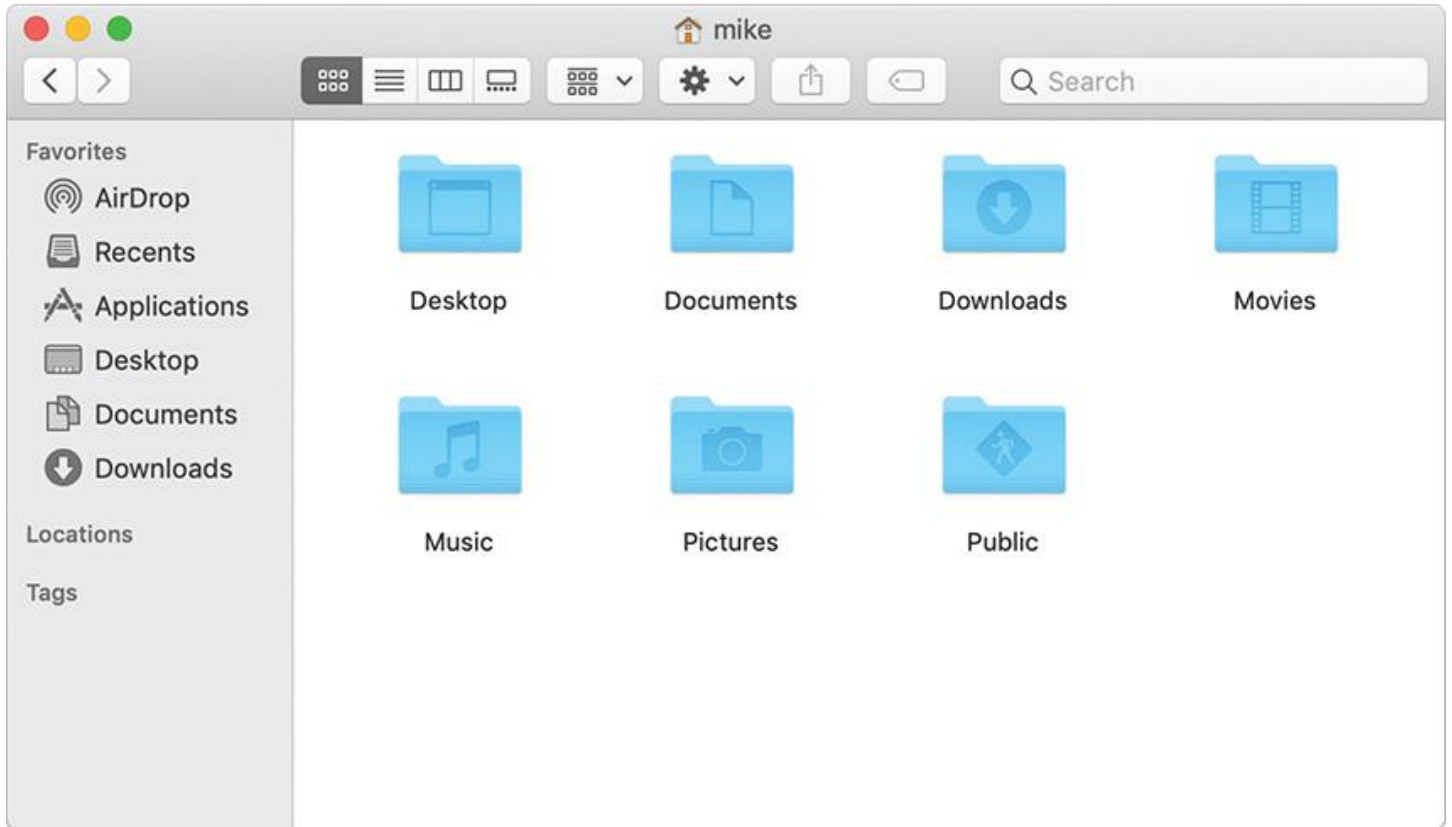 mike
Search
Favorites
AirDrop
Recents
Applications
Desktop
Documents
Downloads
Locations
Tags
Desktop Documents Downloads Movies
Music Pictures Public